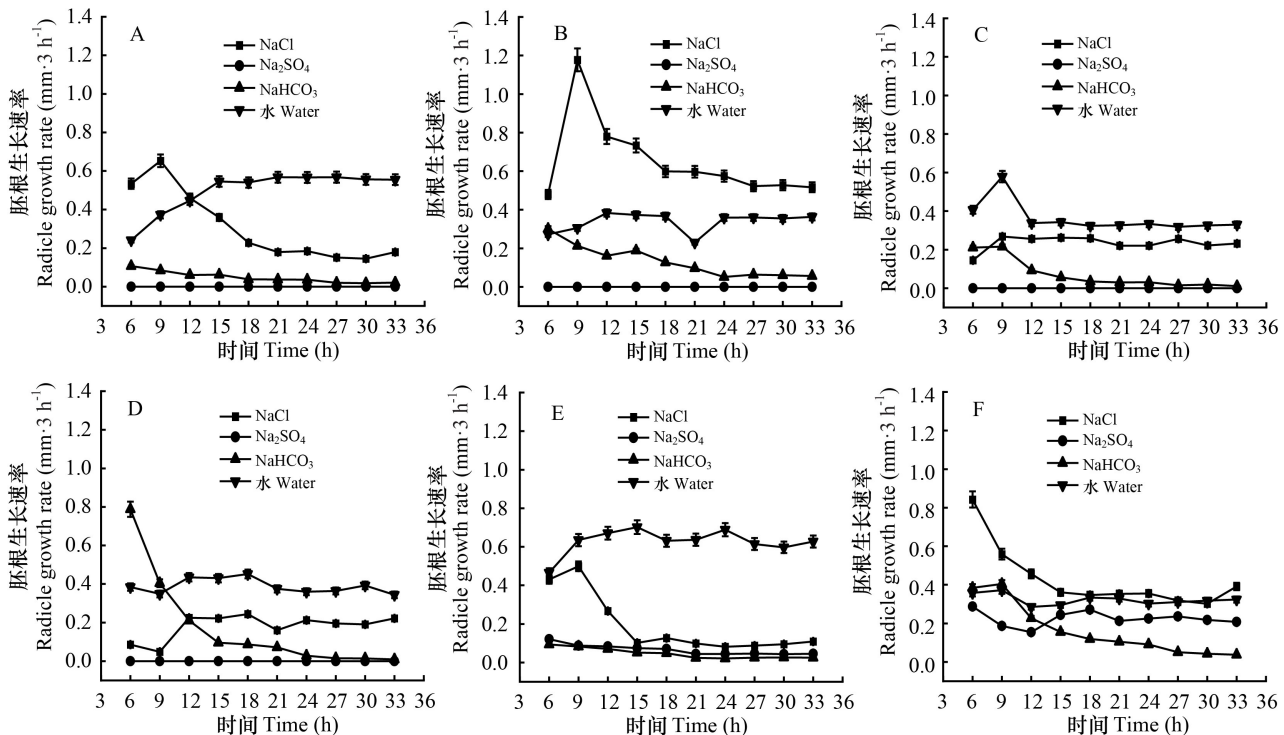 胚根生长速率
Radicle growth rate (mm·3 h⁻¹)
1.4
1.2
1.0
0.8
0.6
0.4
0.2
0.0
A
NaCl
Na₂SO₄
NaHCO₃
水 Water
3 6 9 12 15 18 21 24 27 30 33 36
时间 Time (h)
胚根生长速率
Radicle growth rate (mm·3 h⁻¹)
1.4
1.2
1.0
0.8
0.6
0.4
0.2
0.0
B
NaCl
Na₂SO₄
NaHCO₃
水 Water
3 6 9 12 15 18 21 24 27 30 33 36
时间 Time (h)
胚根生长速率
Radicle growth rate (mm·3 h⁻¹)
1.4
1.2
1.0
0.8
0.6
0.4
0.2
0.0
C
NaCl
Na₂SO₄
NaHCO₃
水 Water
3 6 9 12 15 18 21 24 27 30 33 36
时间 Time (h)
胚根生长速率
Radicle growth rate (mm·3 h⁻¹)
1.4
1.2
1.0
0.8
0.6
0.4
0.2
0.0
D
NaCl
Na₂SO₄
NaHCO₃
水 Water
3 6 9 12 15 18 21 24 27 30 33 36
时间 Time (h)
胚根生长速率
Radicle growth rate (mm·3 h⁻¹)
1.4
1.2
1.0
0.8
0.6
0.4
0.2
0.0
E
NaCl
Na₂SO₄
NaHCO₃
水 Water
3 6 9 12 15 18 21 24 27 30 33 36
时间 Time (h)
胚根生长速率
Radicle growth rate (mm·3 h⁻¹)
1.4
1.2
1.0
0.8
0.6
0.4
0.2
0.0
F
NaCl
Na₂SO₄
NaHCO₃
水 Water
3 6 9 12 15 18 21 24 27 30 33 36
时间 Time (h)